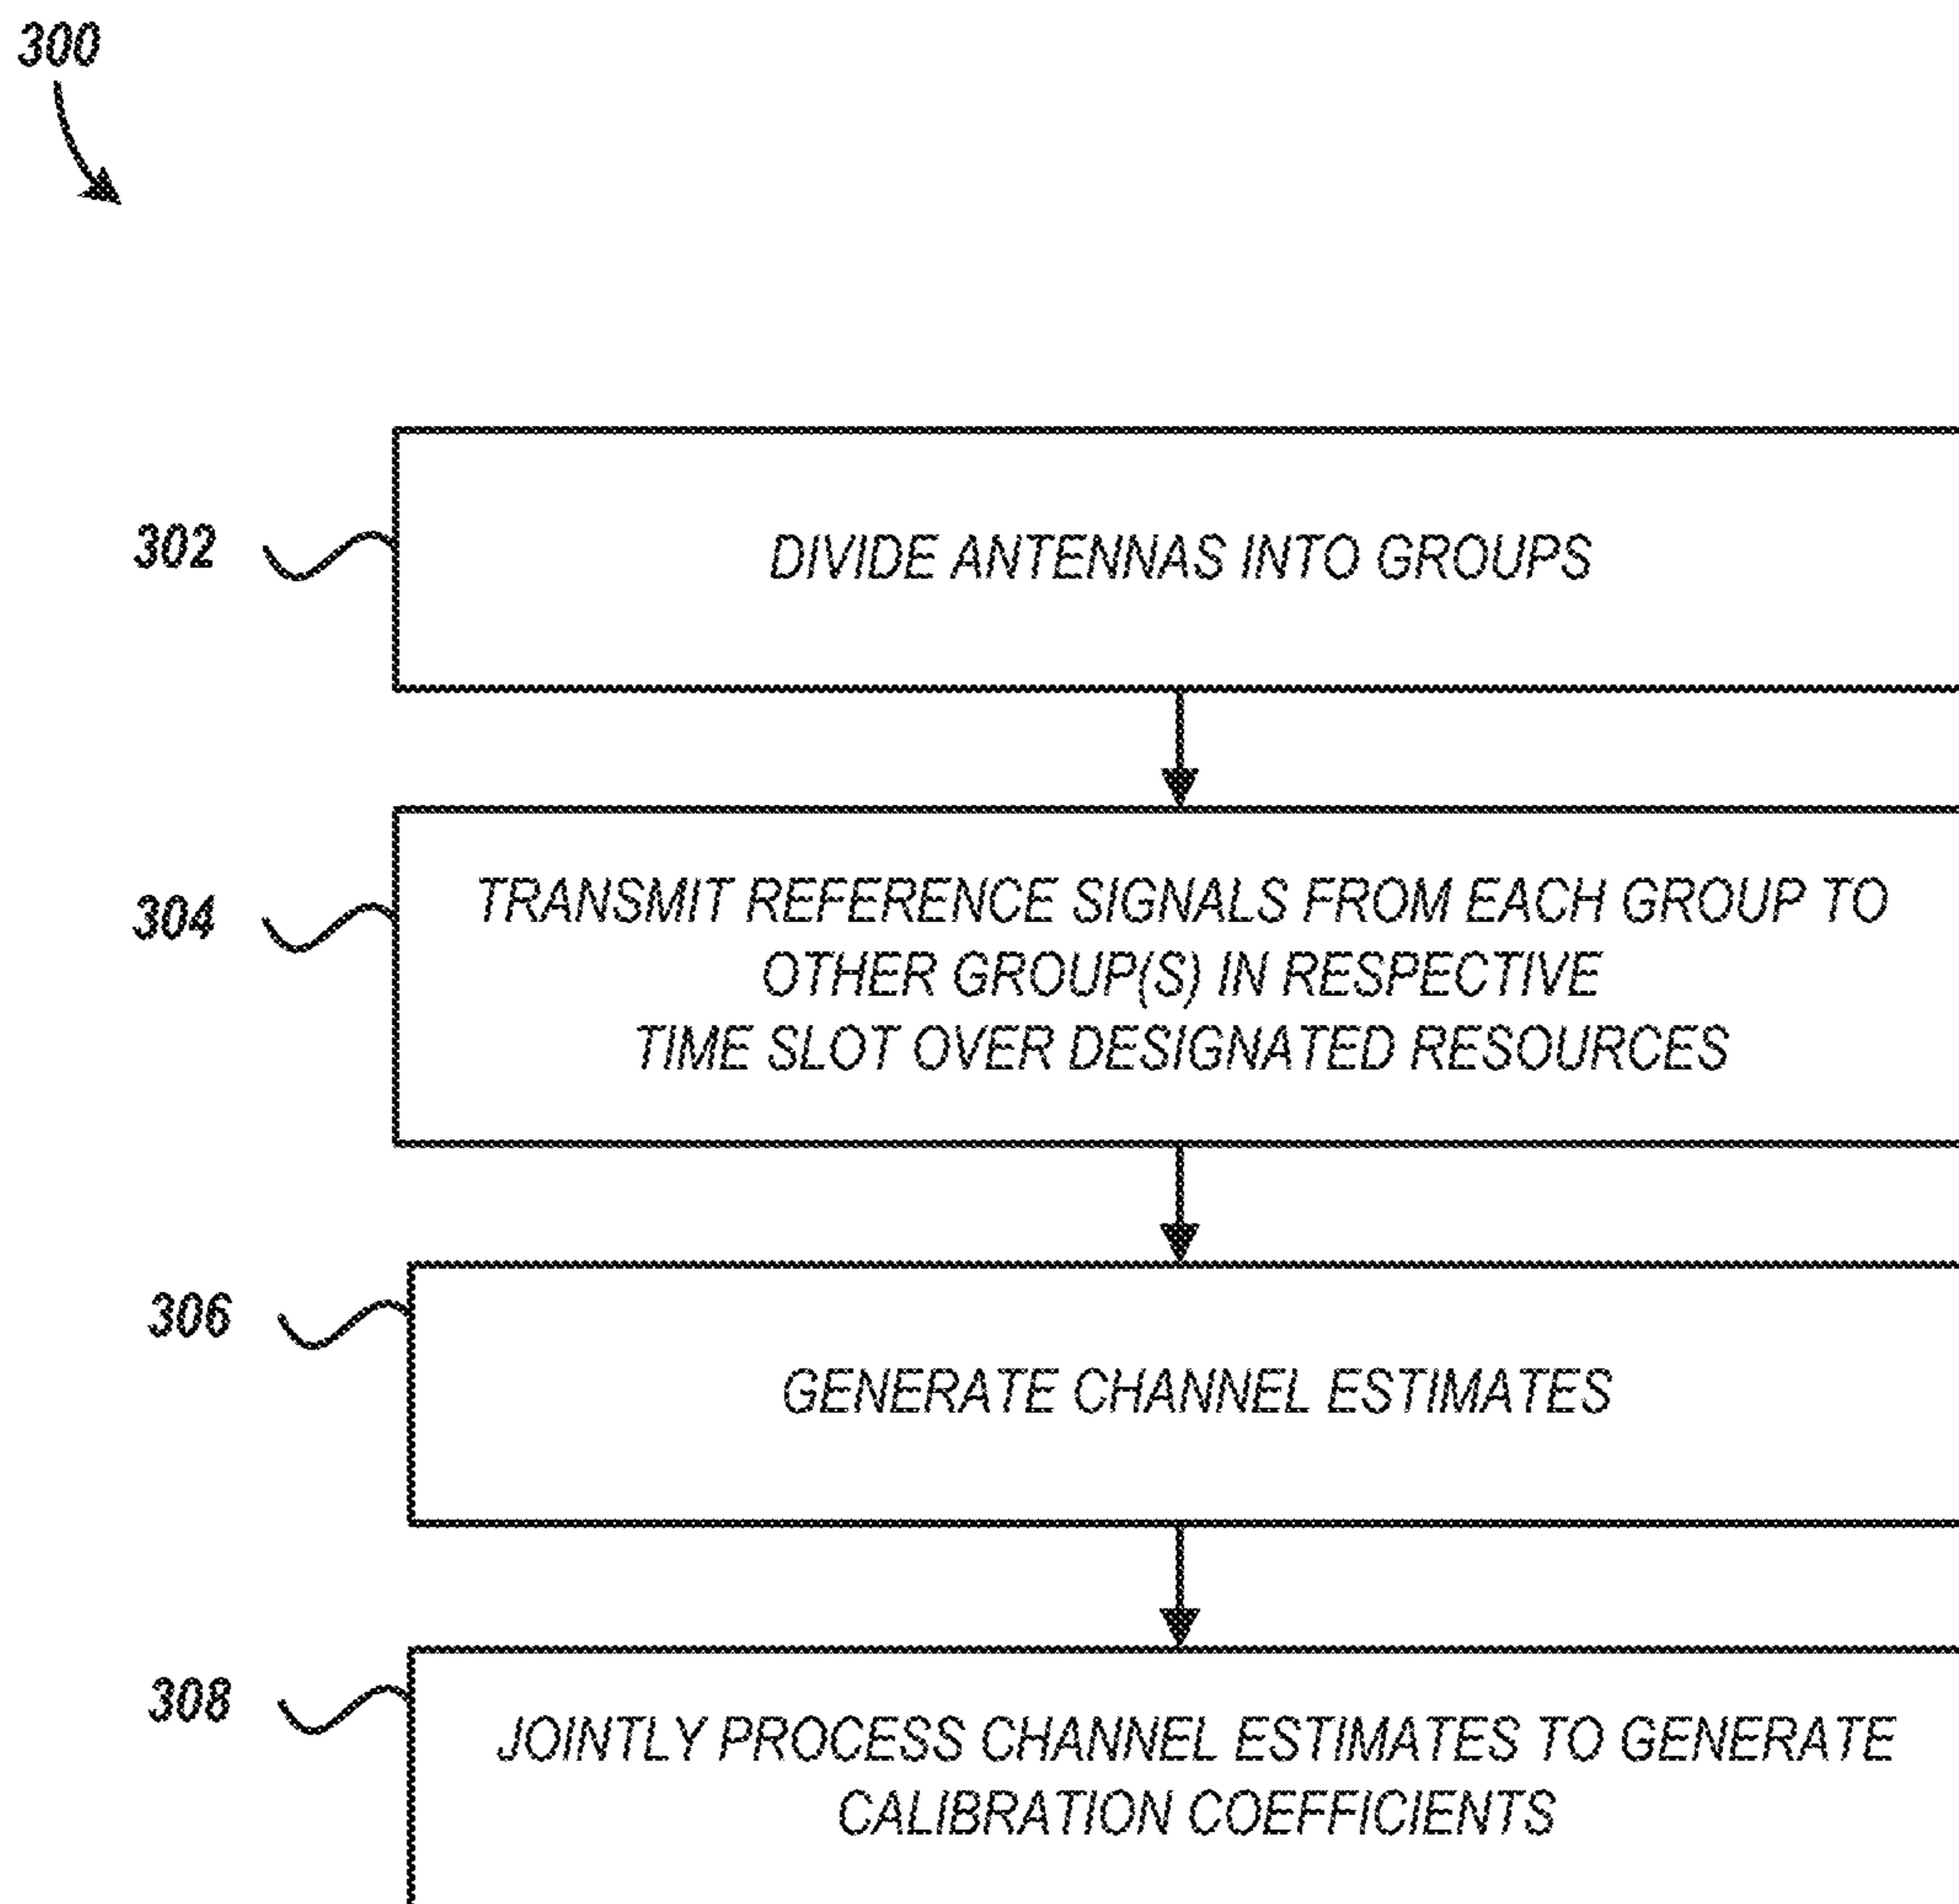 300
302
DIVIDE ANTENNAS INTO GROUPS
304
TRANSMIT REFERENCE SIGNALS FROM EACH GROUP TO
OTHER GROUP(S) IN RESPECTIVE
TIME SLOT OVER DESIGNATED RESOURCES
306
GENERATE CHANNEL ESTIMATES
308
JOINTLY PROCESS CHANNEL ESTIMATES TO GENERATE
CALIBRATION COEFFICIENTS